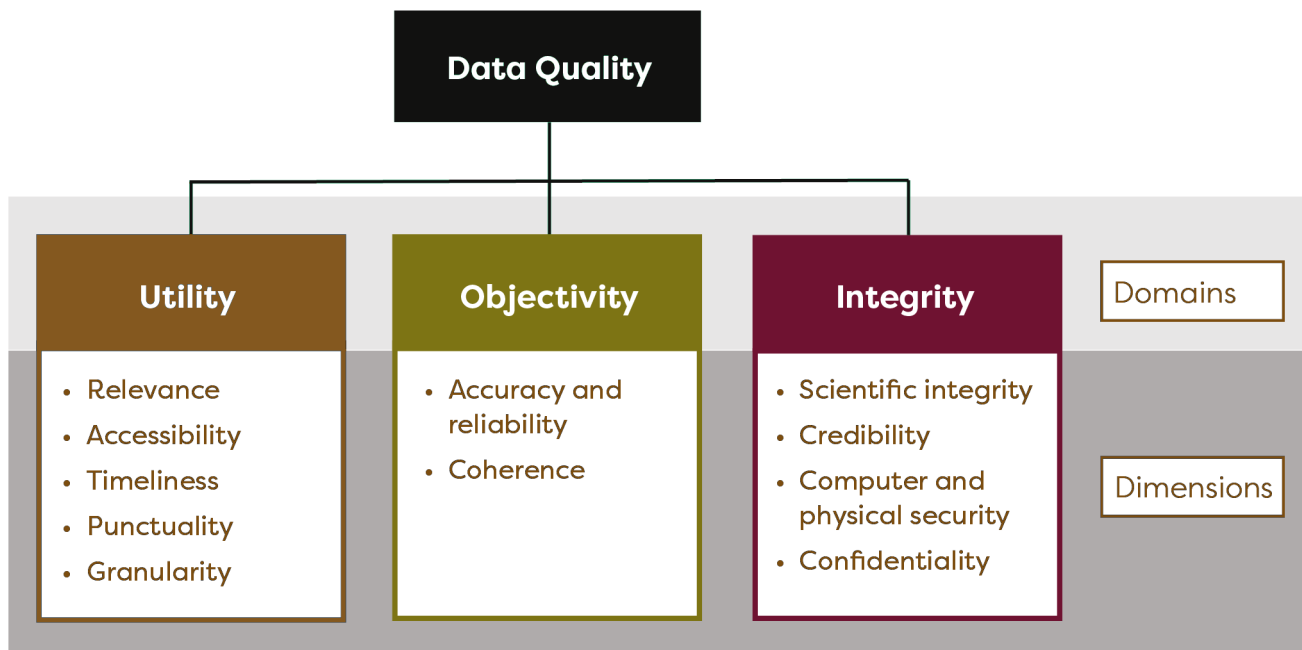 Data Quality
Utility
Objectivity
Integrity
Domains
• Relevance
• Accessibility
• Timeliness
• Punctuality
• Granularity
• Accuracy and
reliability
• Coherence
• Scientific integrity
• Credibility
• Computer and
physical security
• Confidentiality
Dimensions